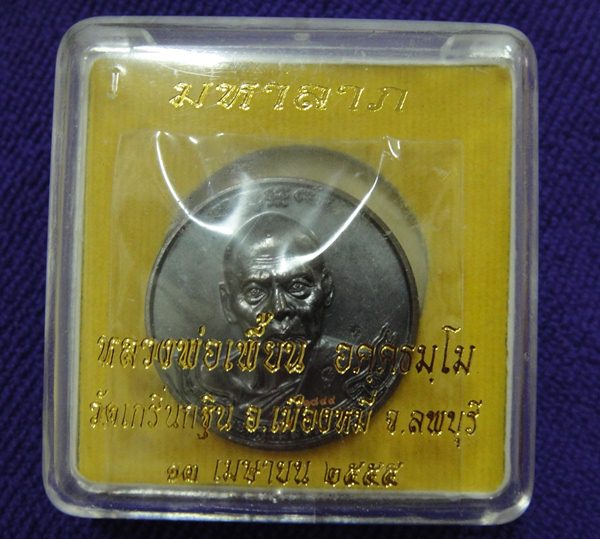 มหาลาภ
หลวงพ่อเพี้ยน อคฺคธมฺโม
วัดเกริ่นกฐิน อ.เมืองหมี่ จ.ลพบุรี
๑๓ เมษายน ๒๕๕๕